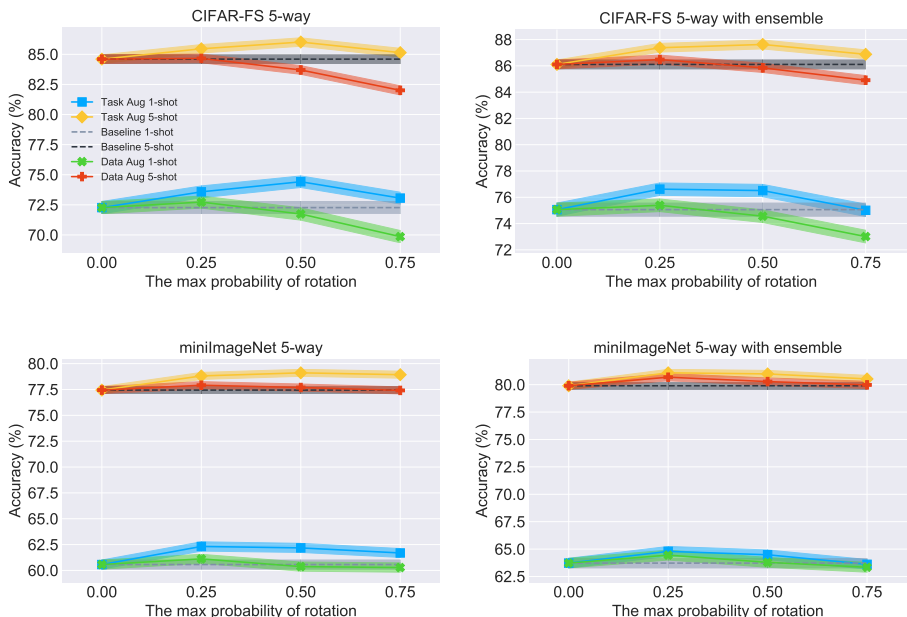 CIFAR-FS 5-way
85.0
82.5
80.0
77.5
75.0
72.5
70.0
Accuracy (%)
Task Aug 1-shot
Task Aug 5-shot
Baseline 1-shot
Baseline 5-shot
Data Aug 1-shot
Data Aug 5-shot
0.00 0.25 0.50 0.75
The max probability of rotation
CIFAR-FS 5-way with ensemble
88
86
84
82
80
78
76
74
72
Accuracy (%)
0.00 0.25 0.50 0.75
The max probability of rotation
miniImageNet 5-way
80.0
77.5
75.0
72.5
70.0
67.5
65.0
62.5
60.0
Accuracy (%)
0.00 0.25 0.50 0.75
The max probability of rotation
miniImageNet 5-way with ensemble
80.0
77.5
75.0
72.5
70.0
67.5
65.0
62.5
Accuracy (%)
0.00 0.25 0.50 0.75
The max probability of rotation